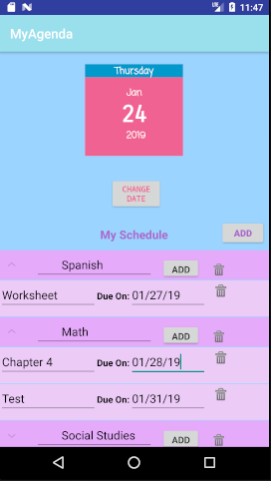 11:47
MyAgenda
Thursday
Jan
24
2019
CHANGE
DATE
My Schedule ADD
Spanish ADD
Worksheet Due On: 01/27/19
Math ADD
Chapter 4 Due On: 01/28/19
Test Due On: 01/31/19
Social Studies ADD